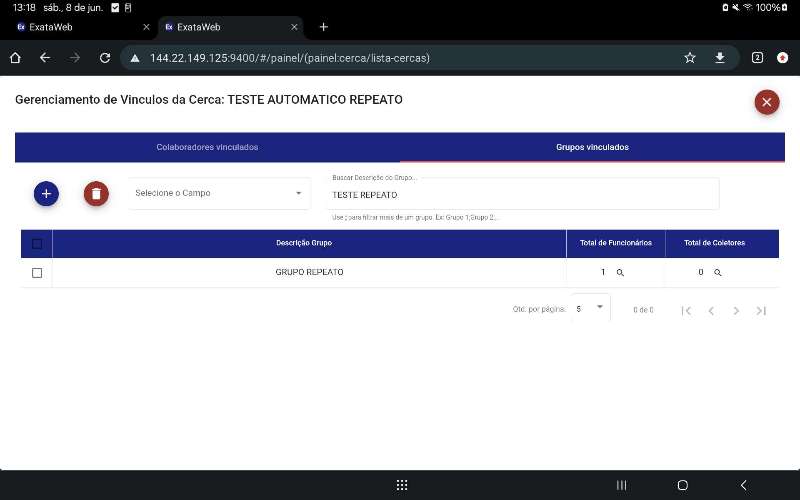 13:18 sáb., 8 de jun. 100%
ExataWeb
ExataWeb
144.22.149.125:9400/#/painel/(painel:cerca/lista-cercas) 2
Gerenciamento de Vinculos da Cerca: TESTE AUTOMATICO REPEATO
Colaboradores vinculados Grupos vinculados
Selecione o Campo
Buscar Descrição do Grupo...
TESTE REPEATO
Use ; para filtrar mais de um grupo. Ex: Grupo 1;Grupo 2...
Descrição Grupo Total de Funcionários Total de Coletores
GRUPO REPEATO 1 0
Qtd. por página: 5 0 de 0